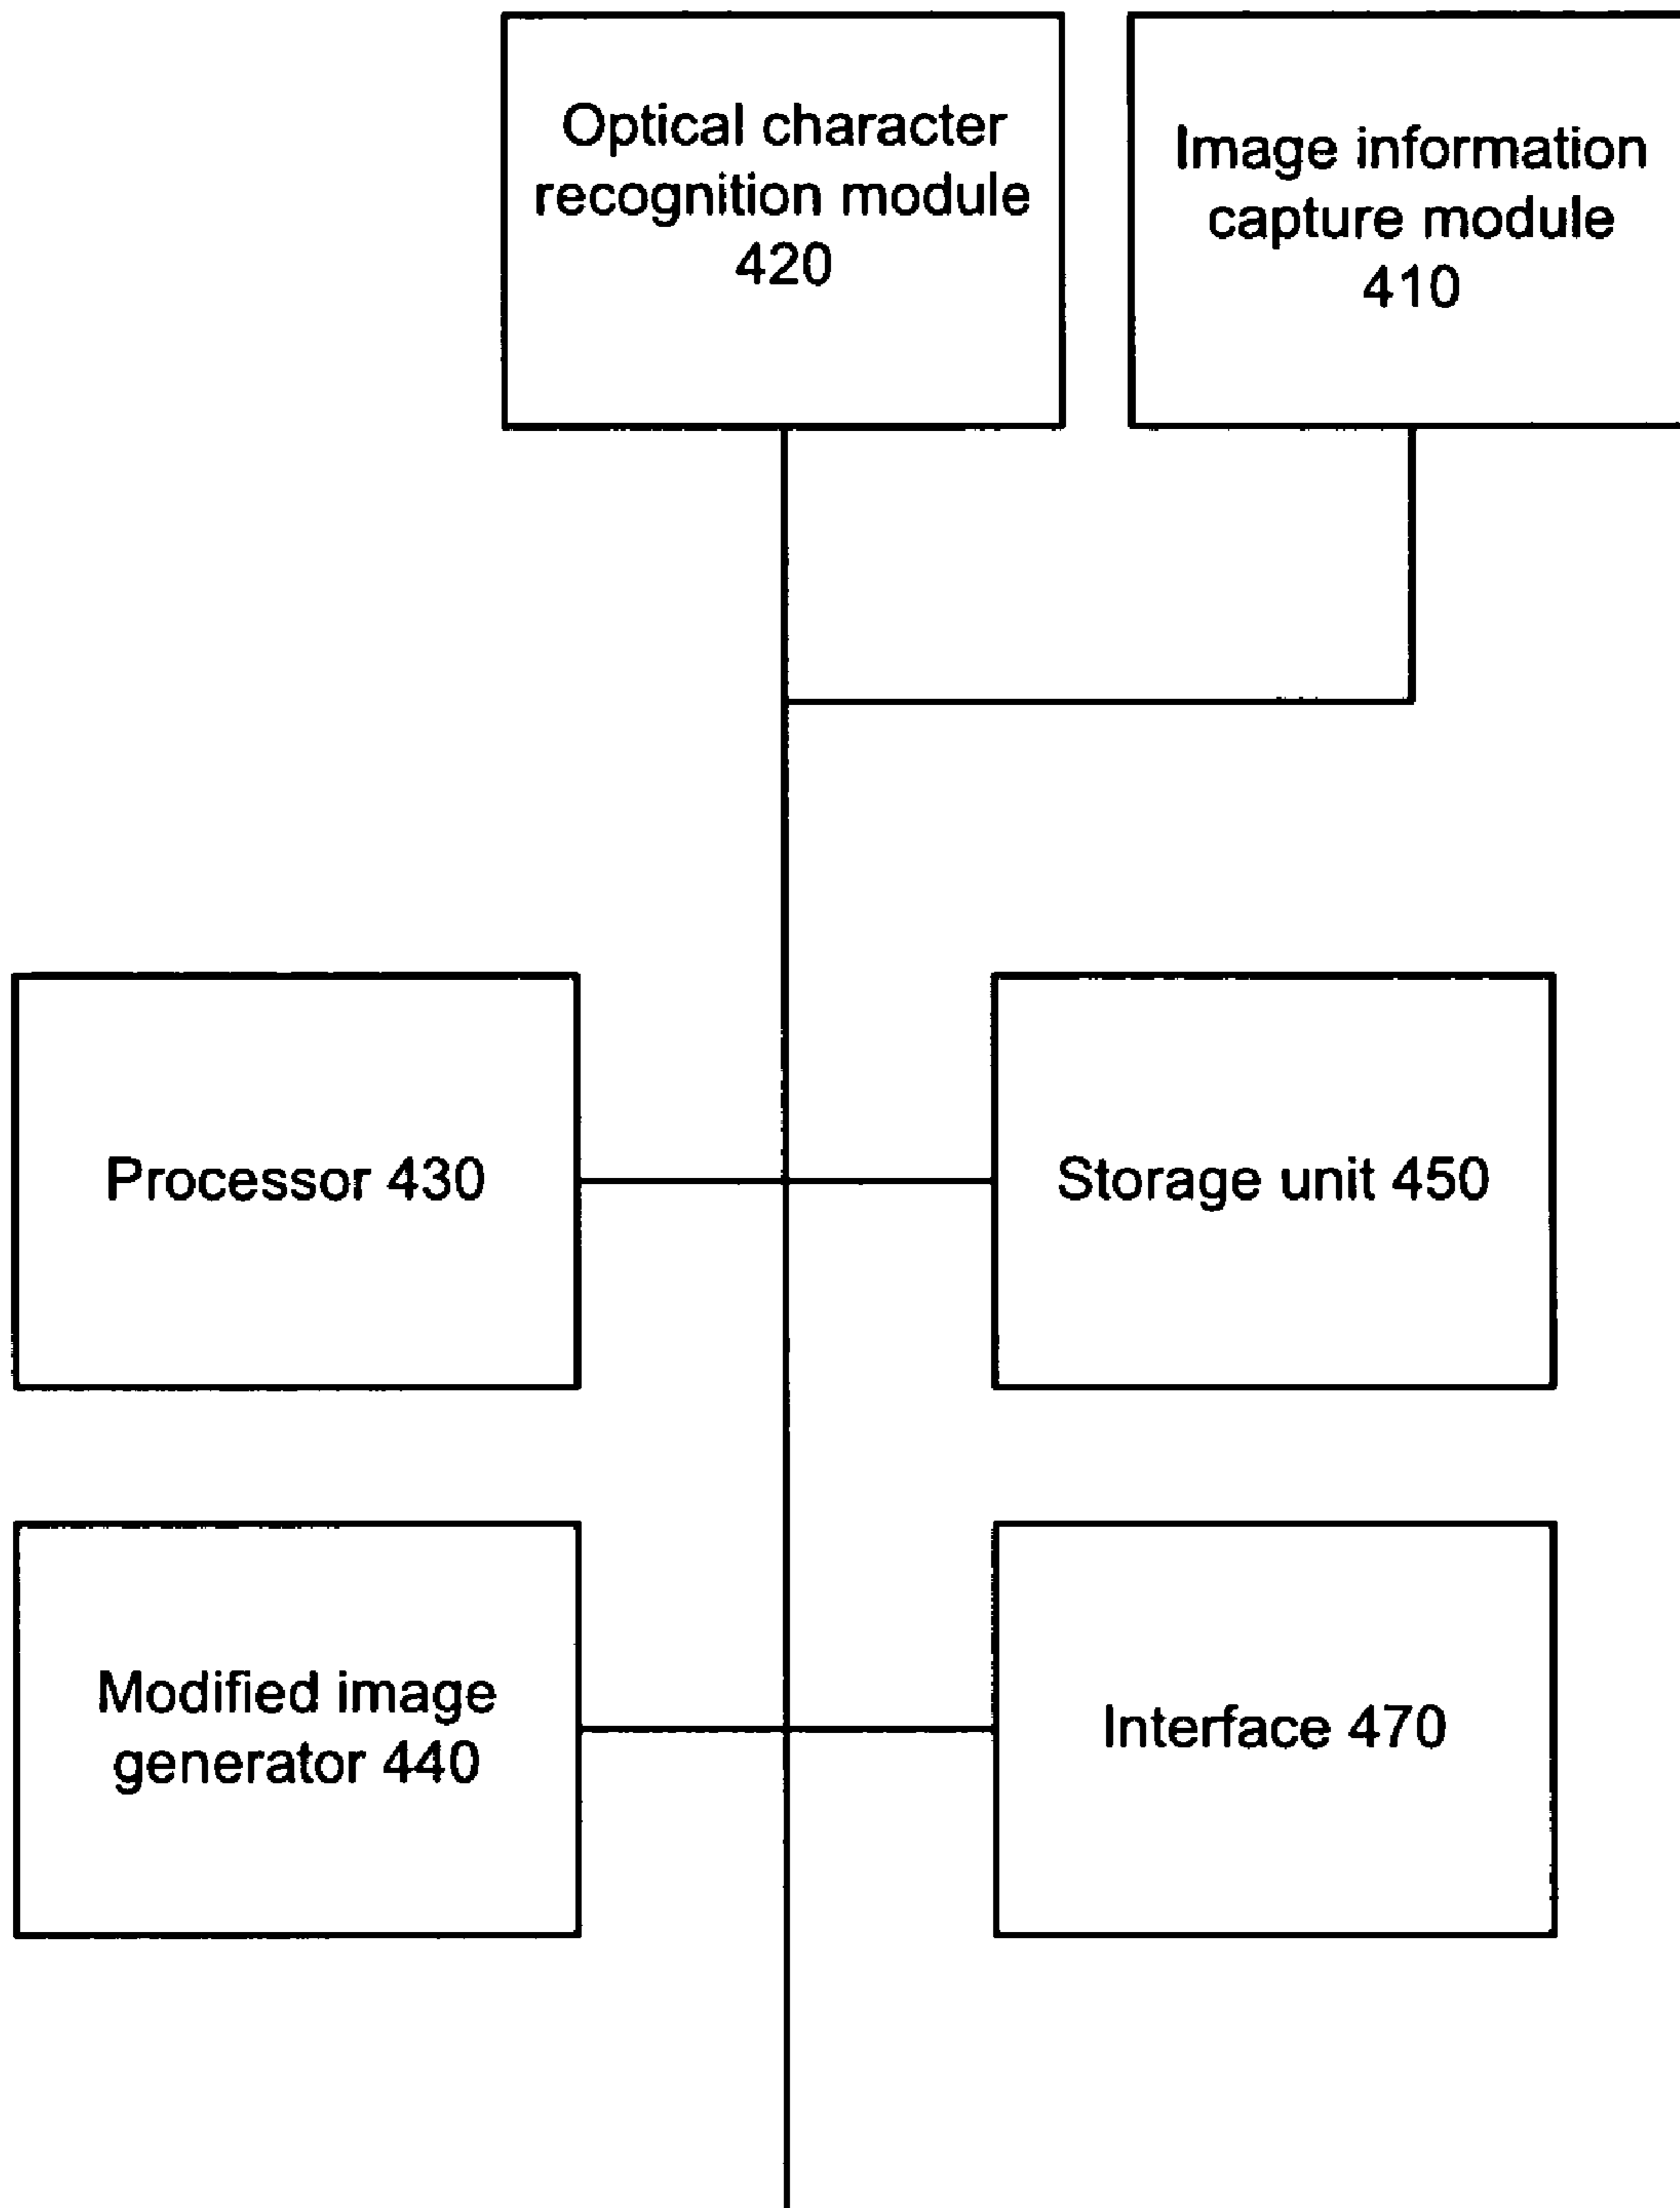 Optical character
recognition module
420
Image information
capture module
410
Processor 430
Storage unit 450
Modified image
generator 440
Interface 470